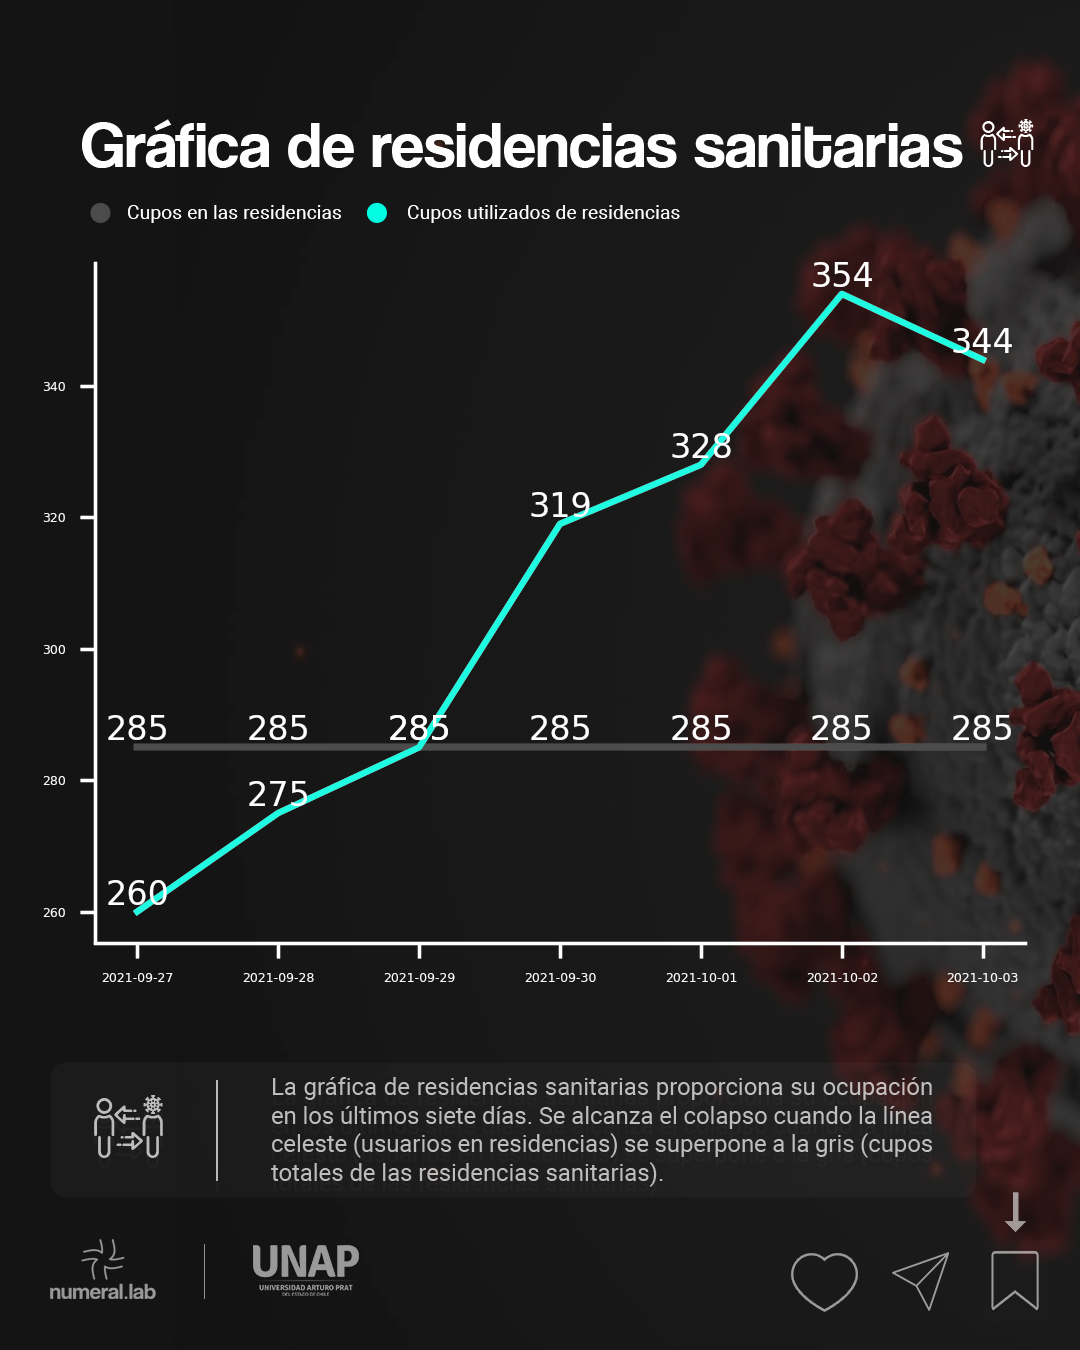 Gráfica de residencias sanitarias
Cupos en las residencias
Cupos utilizados de residencias
354
344
340
328
320
319
300
285 285 285 285 285 285 285
280
275
260
260
2021-09-27 2021-09-28 2021-09-29 2021-09-30 2021-10-01 2021-10-02 2021-10-03
La gráfica de residencias sanitarias proporciona su ocupación
en los últimos siete días. Se alcanza el colapso cuando la línea
celeste (usuarios en residencias) se superpone a la gris (cupos
totales de las residencias sanitarias).
numeral.lab
UNAP
UNIVERSIDAD ARTURO PRAT
DEL ESTADO DE CHILE